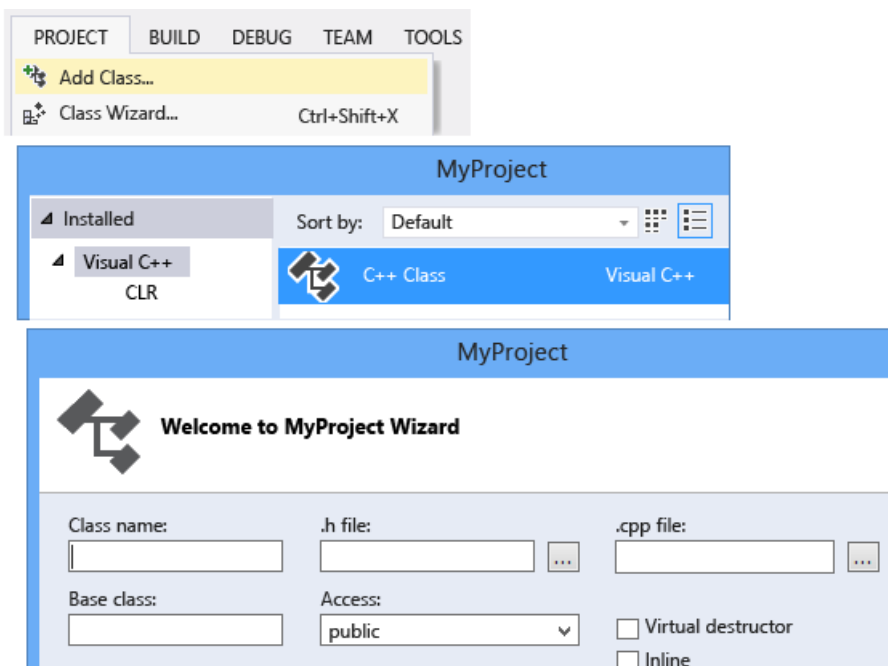 PROJECT BUILD DEBUG TEAM TOOLS
Add Class...
Class Wizard... Ctrl+Shift+X
MyProject
Installed Sort by: Default
Visual C++ C++ Class Visual C++
CLR
MyProject
Welcome to MyProject Wizard
Class name: .h file: .cpp file:
... ...
Base class: Access:
public Virtual destructor
Inline